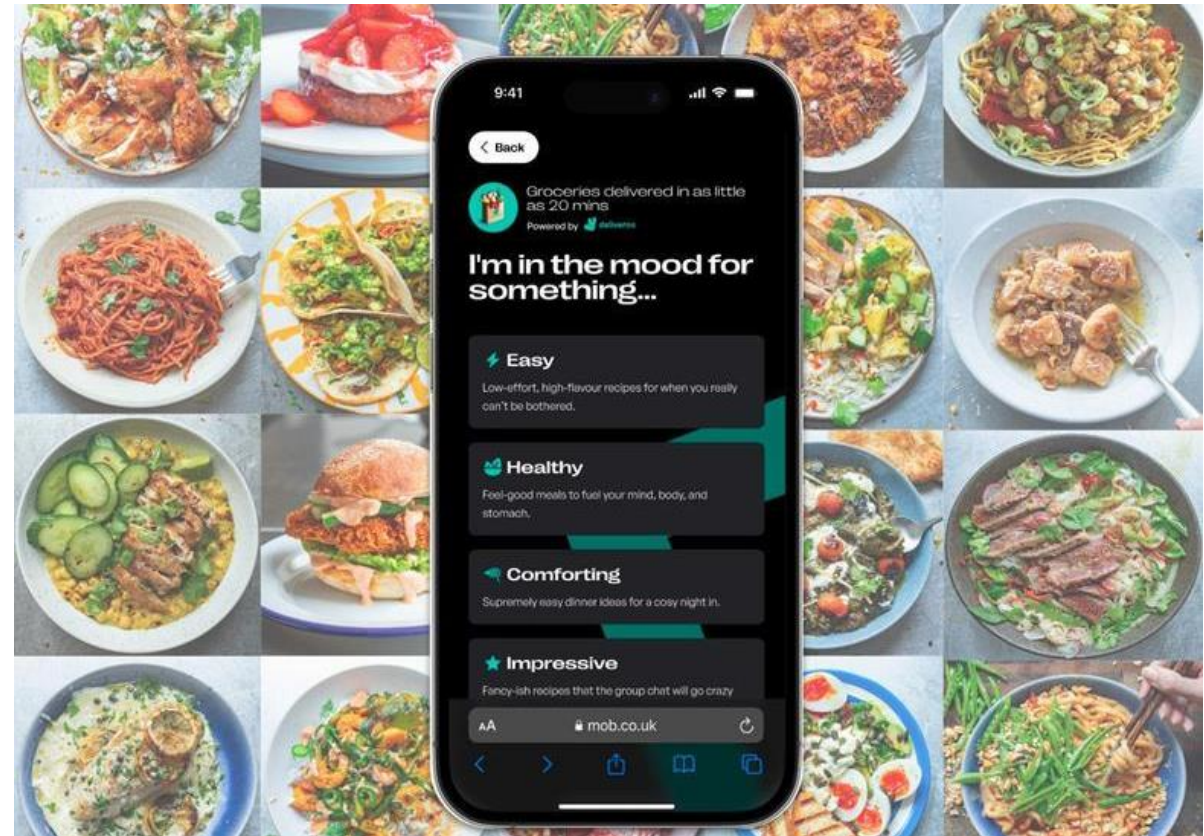 9:41
Back
Groceries delivered in as little
as 20 mins
Powered by deliveroo
I'm in the mood for
something...
Easy
Low-effort, high-flavour recipes for when you really
can't be bothered.
Healthy
Feel-good meals to fuel your mind, body, and
stomach.
Comforting
Supremely easy dinner ideas for a cosy night in.
Impressive
Fancy-ish recipes that the group chat will go crazy
AA
mob.co.uk